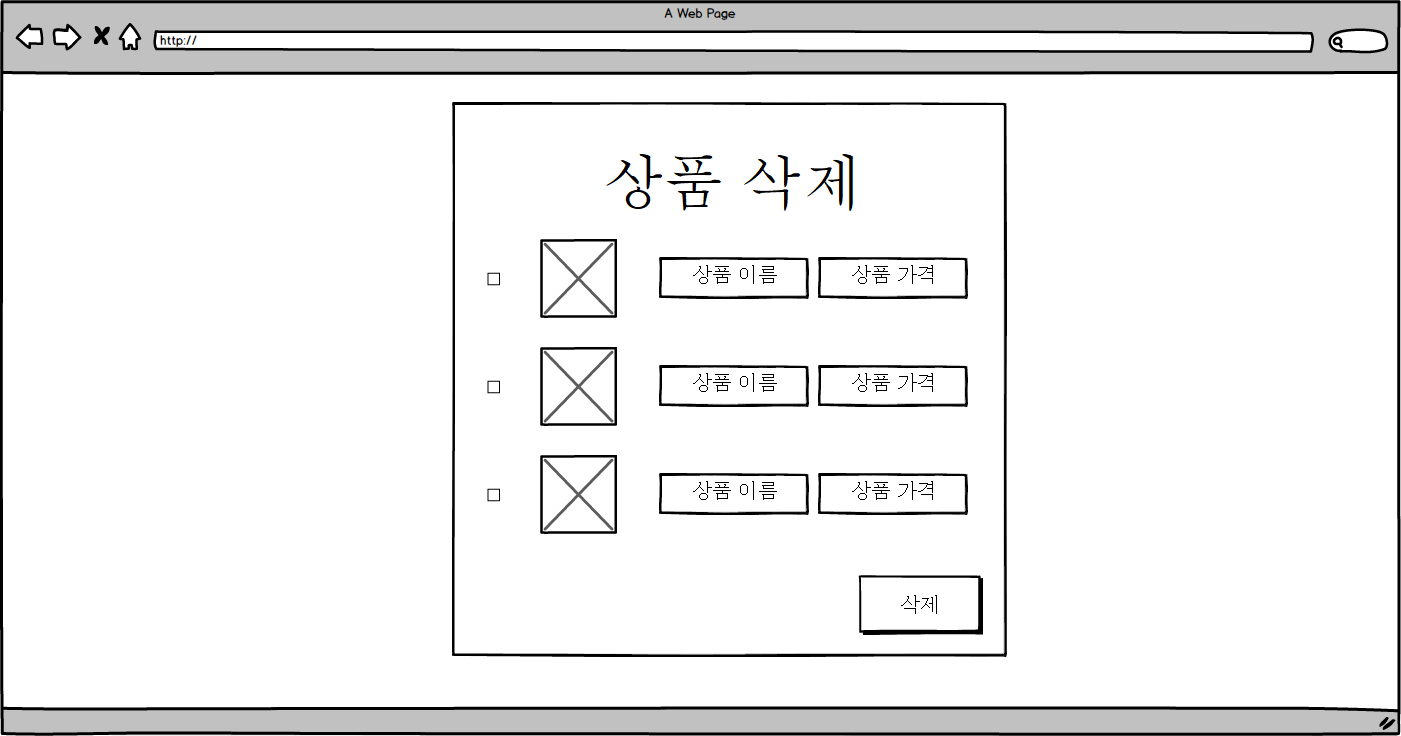 A Web Page
http://
상품 삭제
상품 이름 상품 가격
상품 이름 상품 가격
상품 이름 상품 가격
삭제